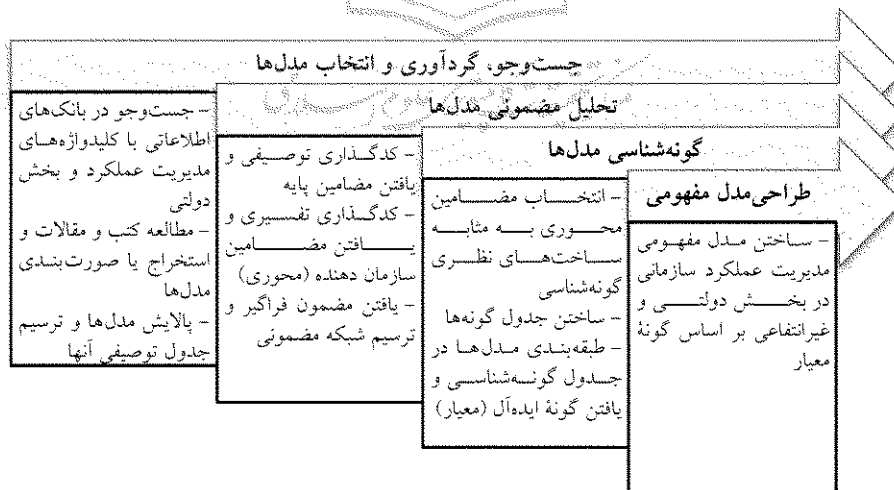 جست‌وجو، گردآوری و انتخاب مدل‌ها
- جست‌وجو در بانک‌های
اطلاعاتی با کلیدواژه‌های
مدیریت عملکرد و بخش
دولتی
- مطالعه کتب و مقالات و
استخراج یا صورت‌بندی
مدل‌ها
- پالایش مدل‌ها و ترسیم
جدول توصیفی آنها
تحلیل مضمونی مدل‌ها
- کدگذاری توصیفی و
یافتن مضامین پایه
- کدگذاری تفسیری و
یافتن مضامین
سازمان دهنده (محوری)
- یافتن مضمون فراگیر و
ترسیم شبکه مضمونی
گونه‌شناسی مدل‌ها
- انتخاب مضامین
محوری به مثابه
ساخت‌های نظری
گونه‌شناسی
- ساختن جدول گونه‌ها
- طبقه‌بندی مدل‌ها در
جدول گونه‌شناسی و
یافتن گونۀ ایده‌آل (معیار)
طراحی‌مدل مفهومی
- ساختن مدل مفهومی
مدیریت عملکرد سازمانی
در بخش دولتی و
غیرانتفاعی بر اساس گونۀ
معیار